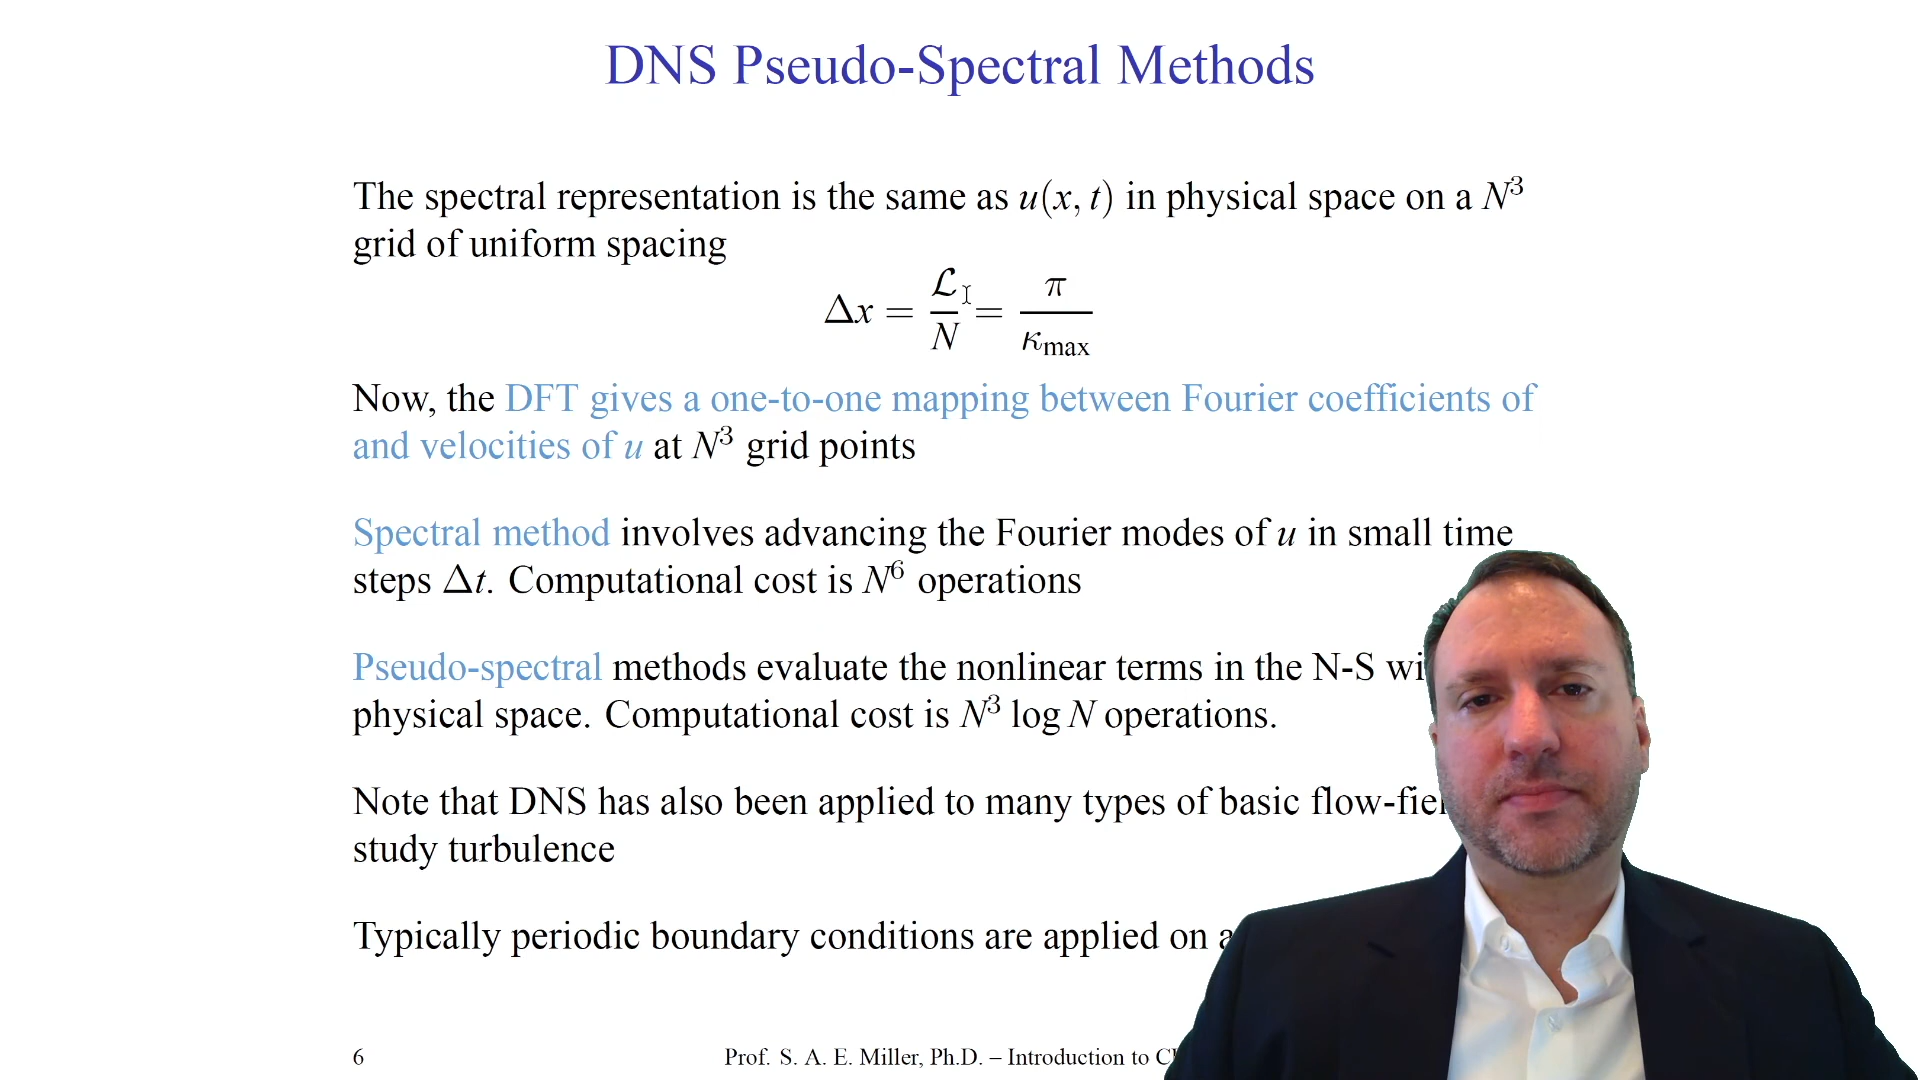 DNS Pseudo-Spectral Methods
The spectral representation is the same as u(x, t) in physical space on a N³
grid of uniform spacing
Δx = ℒ/N = π/κmax
Now, the DFT gives a one-to-one mapping between Fourier coefficients of
and velocities of u at N³ grid points
Spectral method involves advancing the Fourier modes of u in small time
steps Δt. Computational cost is N⁶ operations
Pseudo-spectral methods evaluate the nonlinear terms in the N-S
physical space. Computational cost is N³ log N operations.
Note that DNS has also been applied to many types of basic
study turbulence
Typically periodic boundary conditions are applied on
6
Prof. S. A. E. Miller, Ph.D. – Introduction to